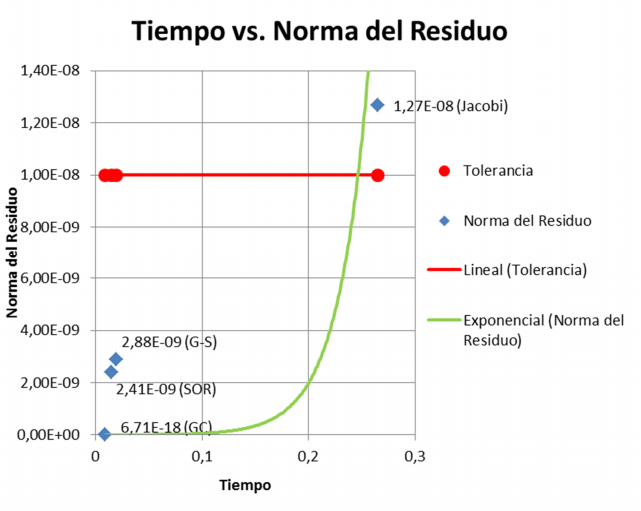 Tiempo vs. Norma del Residuo
1,40E-08
1,20E-08
1,00E-08
8,00E-09
6,00E-09
4,00E-09
2,00E-09
0,00E+00
Norma del Residuo
1,27E-08 (Jacobi)
2,88E-09 (G-S)
2,41E-09 (SOR)
6,71E-18 (GC)
0
0,1
0,2
0,3
Tiempo
Tolerancia
Norma del Residuo
Lineal (Tolerancia)
Exponencial (Norma del
Residuo)